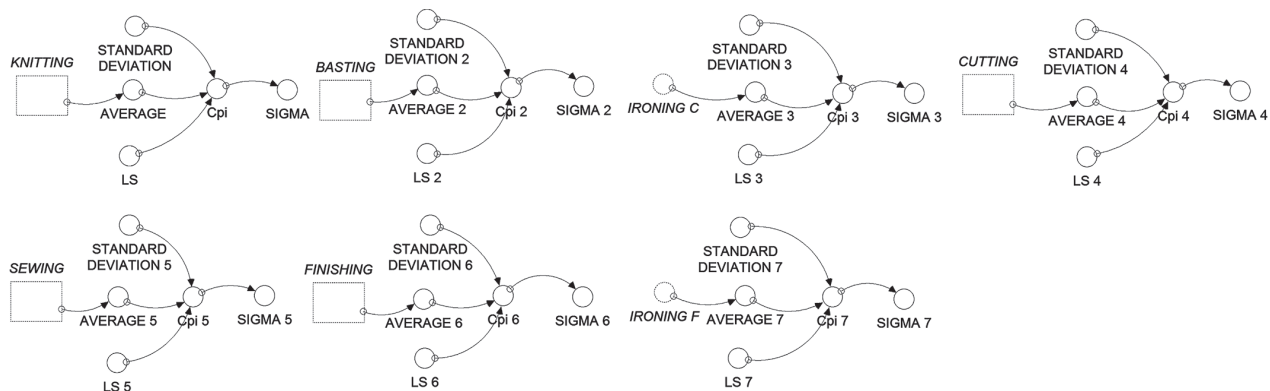 KNITTING
STANDARD
DEVIATION
AVERAGE
Cpi
SIGMA
LS
BASTING
STANDARD
DEVIATION 2
AVERAGE 2
Cpi 2
SIGMA 2
LS 2
IRONING C
STANDARD
DEVIATION 3
AVERAGE 3
Cpi 3
SIGMA 3
LS 3
CUTTING
STANDARD
DEVIATION 4
AVERAGE 4
Cpi 4
SIGMA 4
LS 4
SEWING
STANDARD
DEVIATION 5
AVERAGE 5
Cpi 5
SIGMA 5
LS 5
FINISHING
STANDARD
DEVIATION 6
AVERAGE 6
Cpi 6
SIGMA 6
LS 6
IRONING F
STANDARD
DEVIATION 7
AVERAGE 7
Cpi 7
SIGMA 7
LS 7